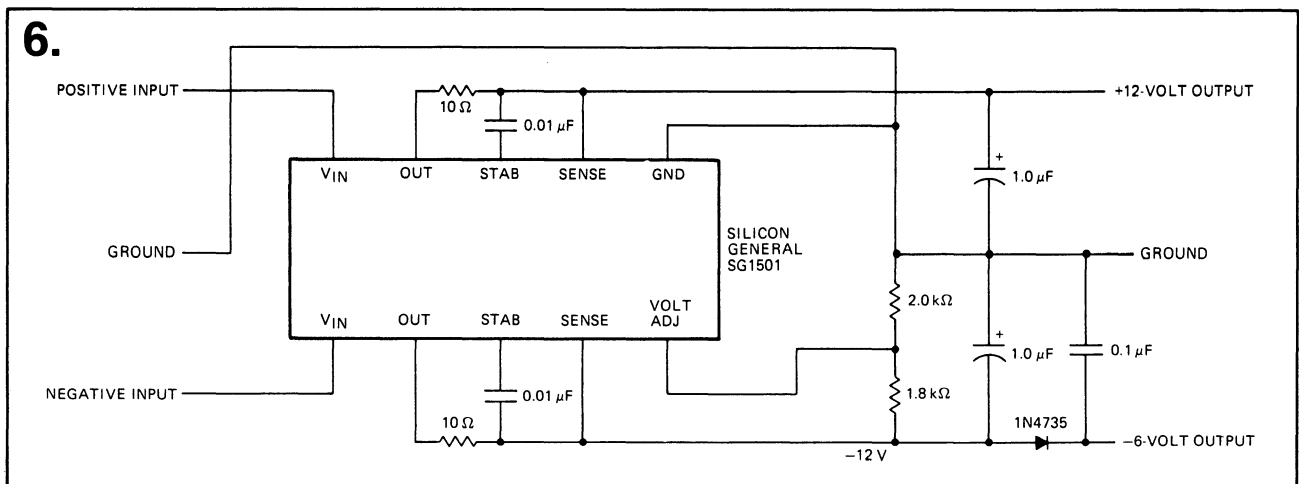 6.
POSITIVE INPUT
10 Ω
0.01 µF
+12-VOLT OUTPUT
VIN
OUT
STAB
SENSE
GND
1.0 µF
GROUND
SILICON
GENERAL
SG1501
GROUND
2.0 kΩ
VOLT
ADJ
VIN
OUT
STAB
SENSE
1.0 µF
0.1 µF
NEGATIVE INPUT
0.01 µF
1.8 kΩ
10 Ω
1N4735
−12 V
−6-VOLT OUTPUT
+
+